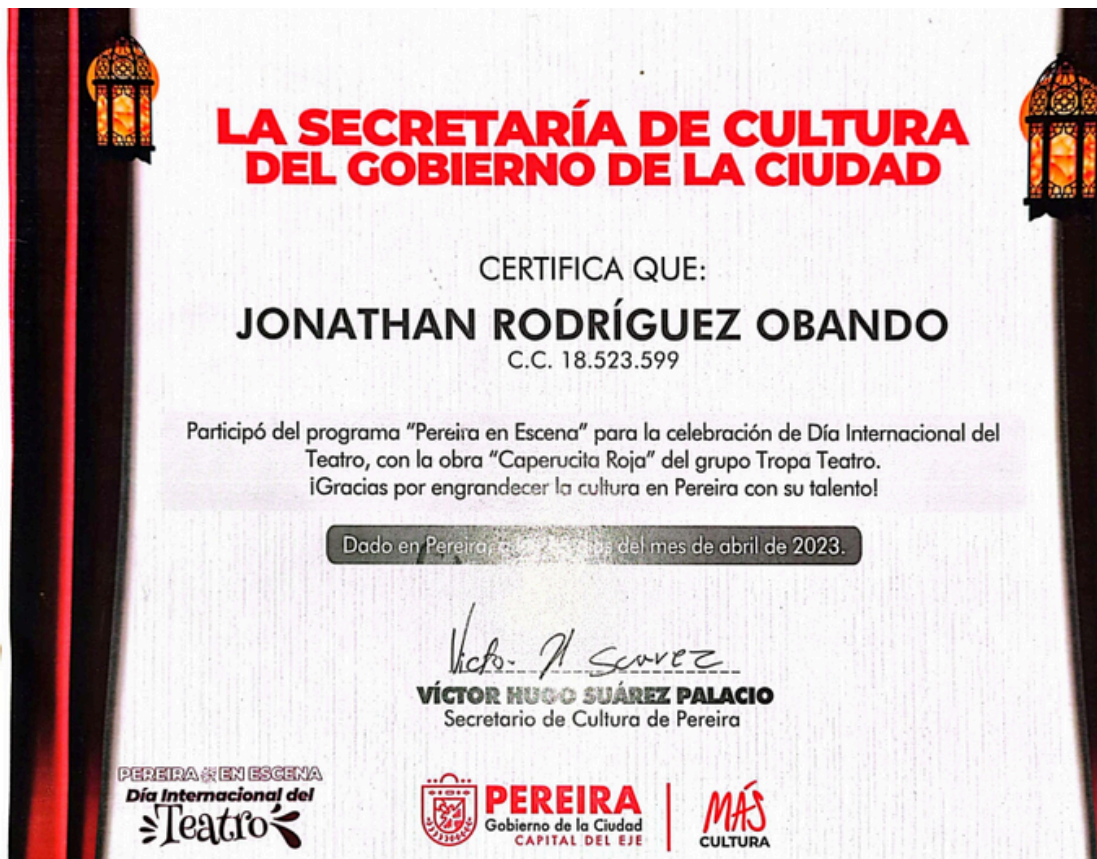 LA SECRETARÍA DE CULTURA
DEL GOBIERNO DE LA CIUDAD
CERTIFICA QUE:
JONATHAN RODRÍGUEZ OBANDO
C.C. 18.523.599
Participó del programa “Pereira en Escena” para la celebración de Día Internacional del
Teatro, con la obra “Caperucita Roja” del grupo Tropa Teatro.
¡Gracias por engrandecer la cultura en Pereira con su talento!
Dado en Pereira, del mes de abril de 2023.
Victor H Suarez
VÍCTOR HUGO SUÁREZ PALACIO
Secretario de Cultura de Pereira
PEREIRA EN ESCENA
Día Internacional del
Teatro
PEREIRA
Gobierno de la Ciudad
CAPITAL DEL EJE
MÁS
CULTURA